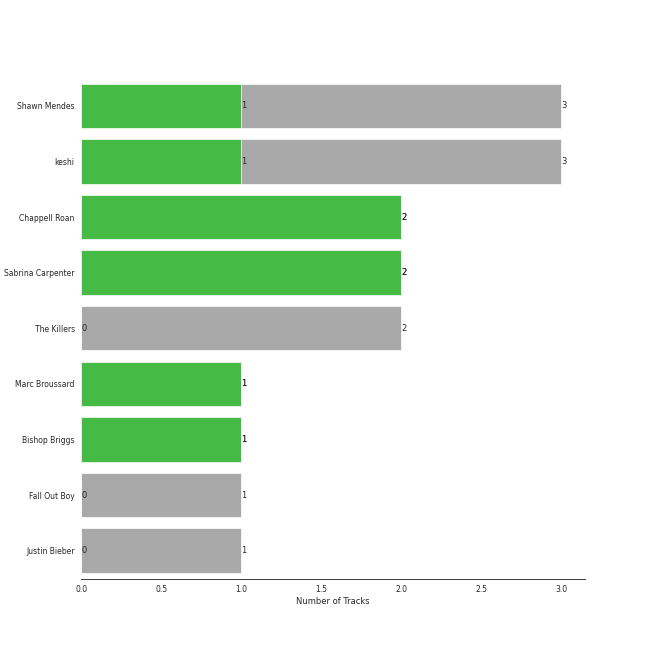 Shawn Mendes 1 3
keshi 1 3
Chappell Roan 2
Sabrina Carpenter 2
The Killers 0 2
Marc Broussard 1
Bishop Briggs 1
Fall Out Boy 0 1
Justin Bieber 0 1
0.0 0.5 1.0 1.5 2.0 2.5 3.0
Number of Tracks